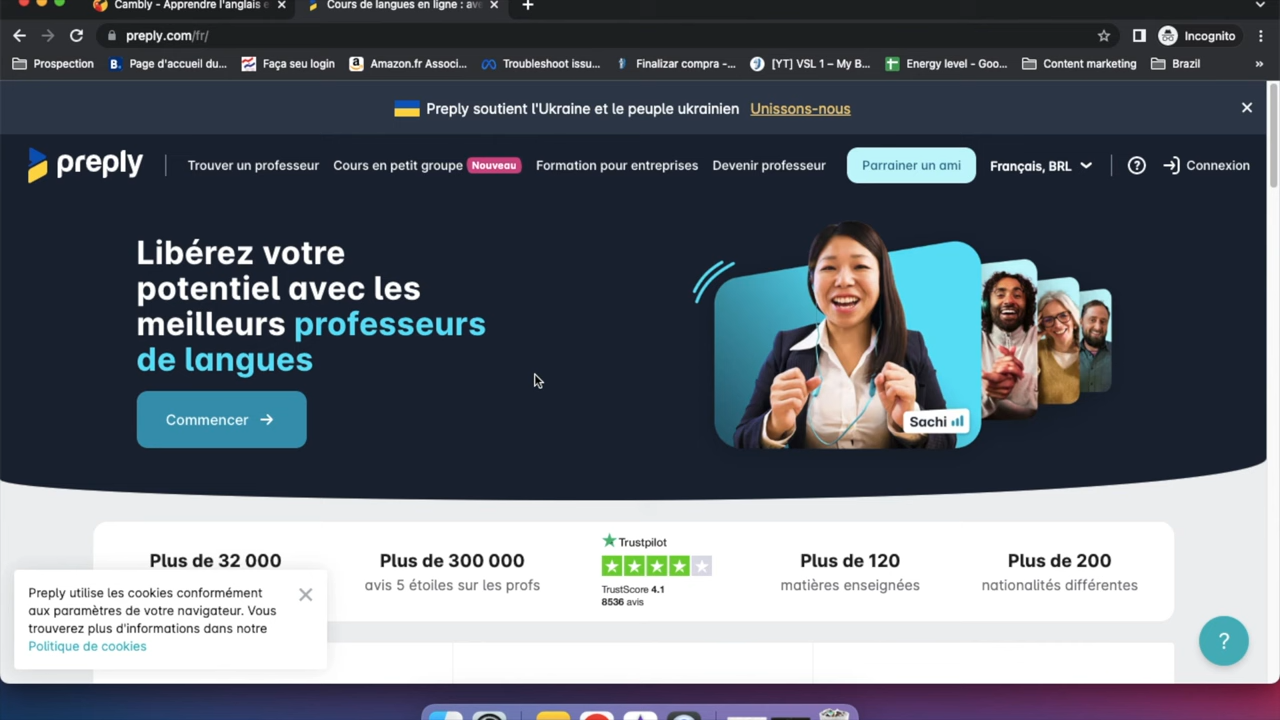 Cambly - Apprendre l'anglais e
Cours de langues en ligne : ave
preply.com/fr/
Incognito
Prospection
B. Page d'accueil du...
Faça seu login
Amazon.fr Associ...
Troubleshoot issu...
Finalizar compra -...
[YT] VSL 1 – My B...
Energy level - Goo...
Content marketing
Brazil
»
Preply soutient l'Ukraine et le peuple ukrainien Unissons-nous
preply
Trouver un professeur
Cours en petit groupe Nouveau
Formation pour entreprises
Devenir professeur
Parrainer un ami
Français, BRL
?
Connexion
Libérez votre
potentiel avec les
meilleurs professeurs
de langues
Commencer →
Sachi
Plus de 32 000
Plus de 300 000
avis 5 étoiles sur les profs
Trustpilot
TrustScore 4.1
8536 avis
Plus de 120
matières enseignées
Plus de 200
nationalités différentes
Preply utilise les cookies conformément
aux paramètres de votre navigateur. Vous
trouverez plus d'informations dans notre
Politique de cookies
?